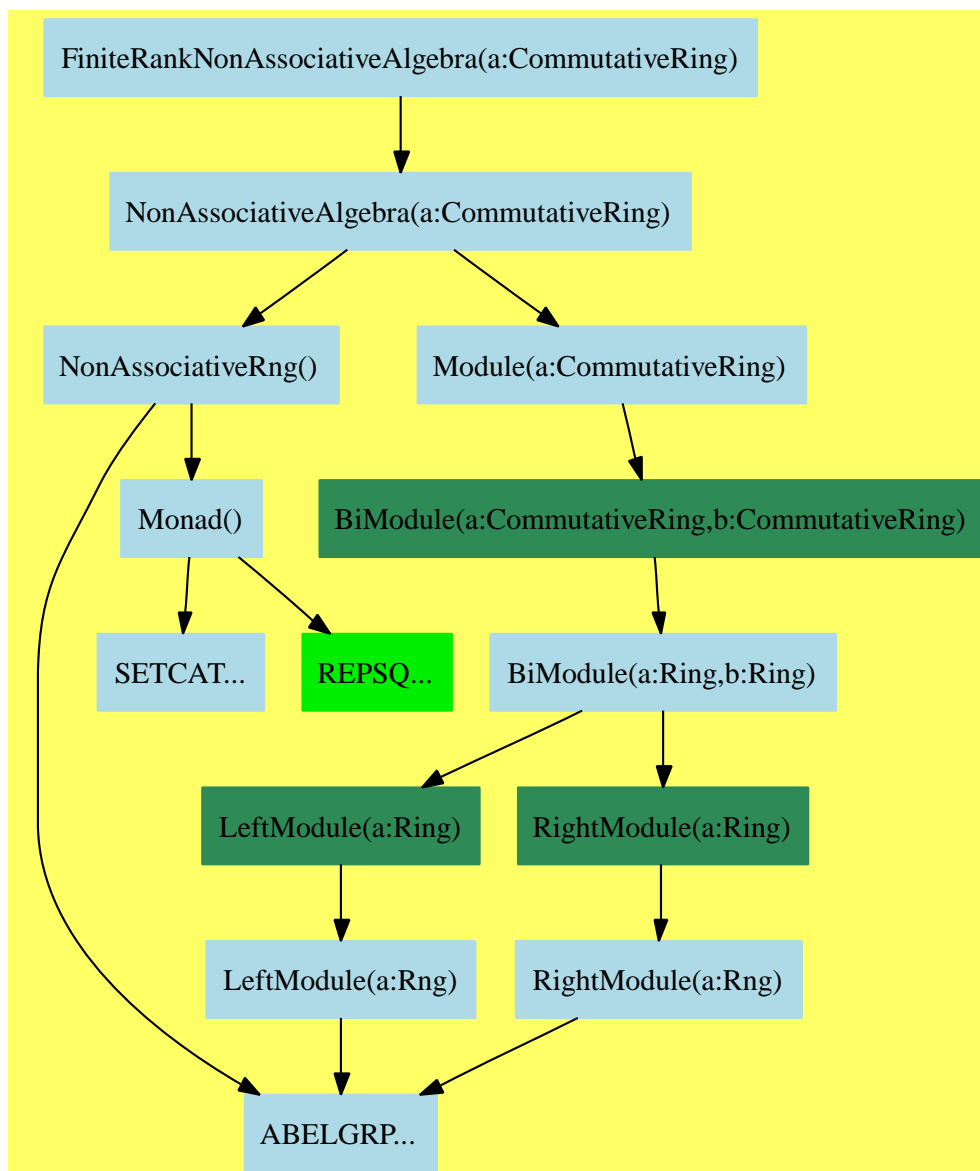 FiniteRankNonAssociativeAlgebra(a:CommutativeRing)
NonAssociativeAlgebra(a:CommutativeRing)
NonAssociativeRng()
Module(a:CommutativeRing)
Monad()
BiModule(a:CommutativeRing,b:CommutativeRing)
SETCAT...
REPSQ...
BiModule(a:Ring,b:Ring)
LeftModule(a:Ring)
RightModule(a:Ring)
LeftModule(a:Rng)
RightModule(a:Rng)
ABELGRP...